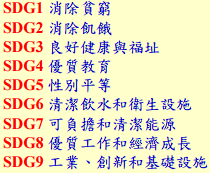 SDG1 消除貧窮
SDG2 消除飢餓
SDG3 良好健康與福址
SDG4 優質教育
SDG5 性別平等
SDG6 清潔飲水和衛生設施
SDG7 可負擔和清潔能源
SDG8 優質工作和經濟成長
SDG9 工業、創新和基礎設施